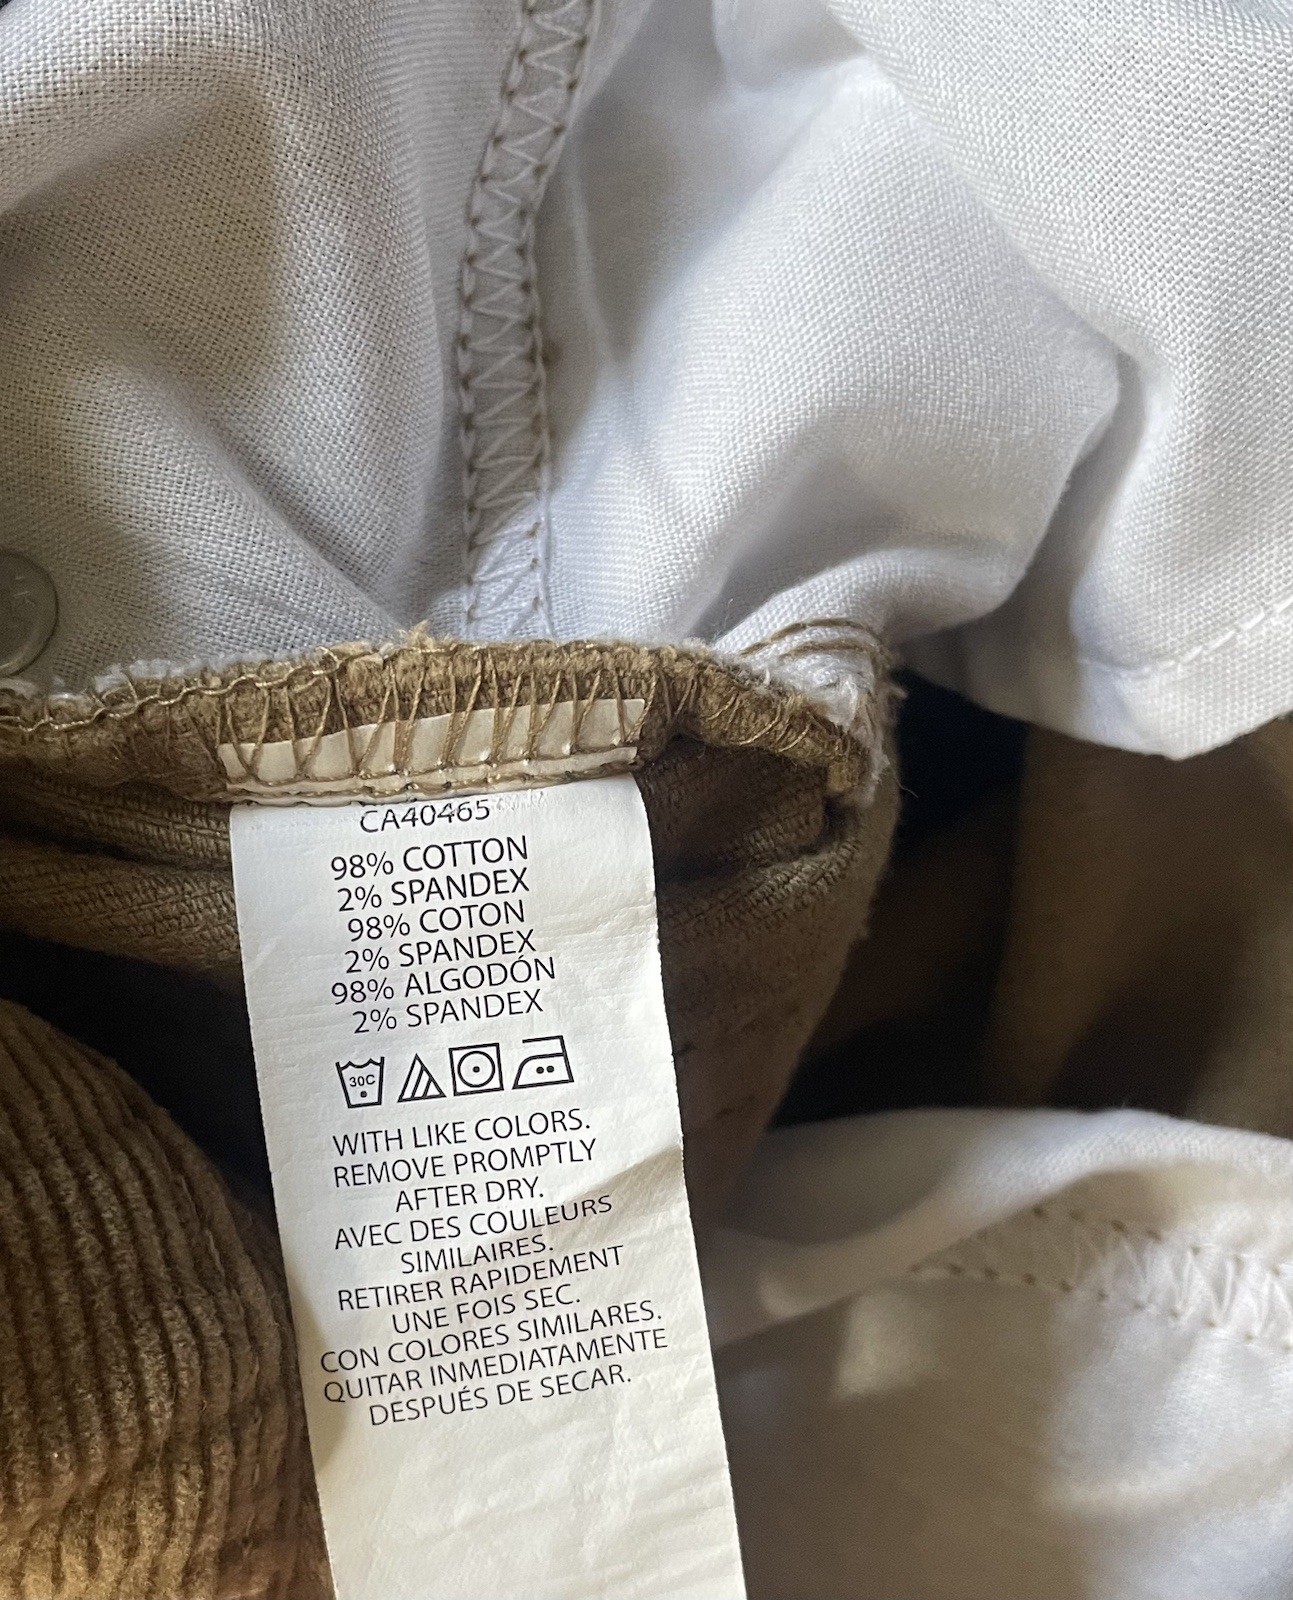 CA40465
98% COTTON
2% SPANDEX
98% COTON
2% SPANDEX
98% ALGODÓN
2% SPANDEX
30C
WITH LIKE COLORS.
REMOVE PROMPTLY
AFTER DRY.
AVEC DES COULEURS
SIMILAIRES.
RETIRER RAPIDEMENT
UNE FOIS SEC.
CON COLORES SIMILARES.
QUITAR INMEDIATAMENTE
DESPUÉS DE SECAR.